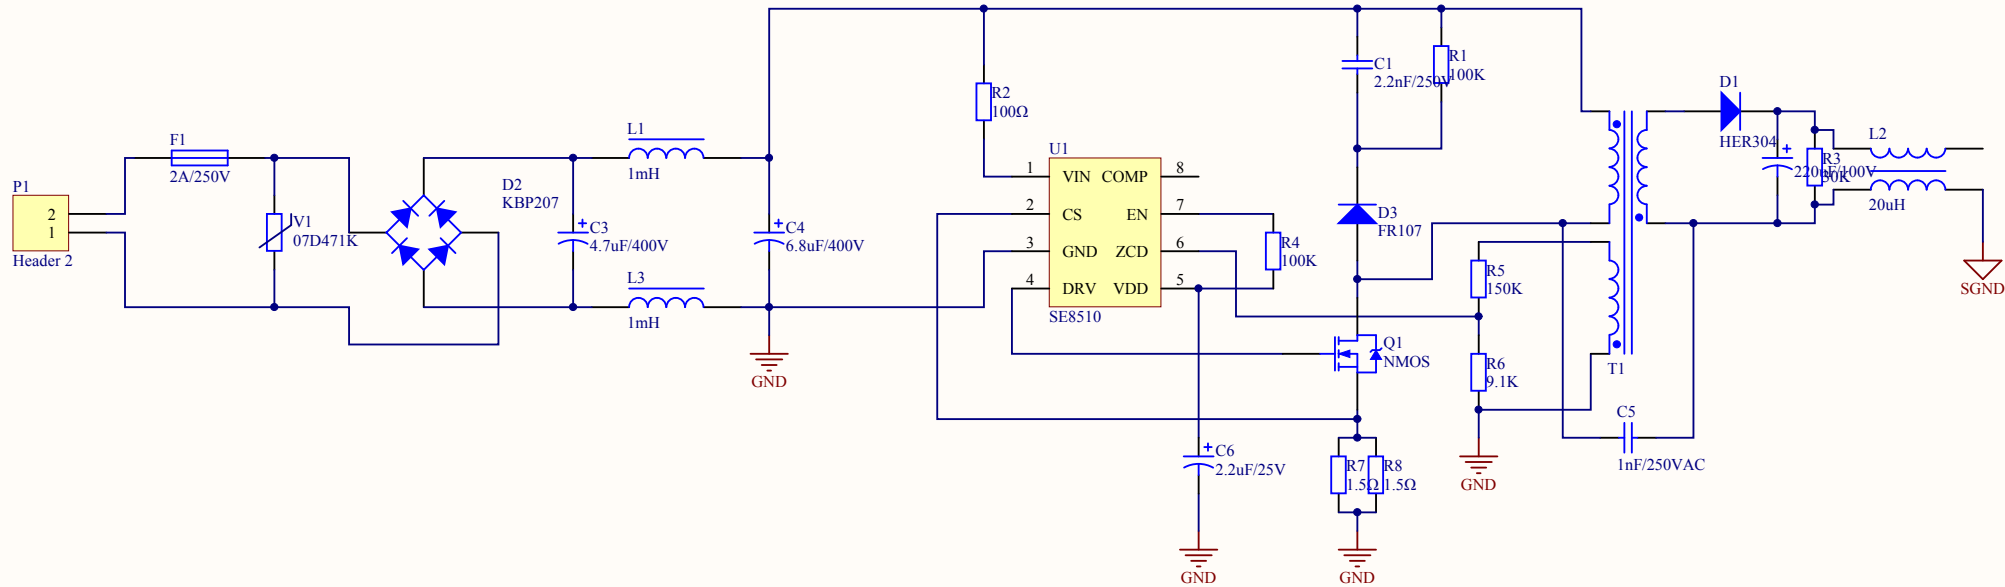 P1
2
1
Header 2
F1
2A/250V
V1
07D471K
D2
KBP207
L1
1mH
C3
4.7uF/400V
L3
1mH
C4
6.8uF/400V
GND
R2
100Ω
U1
1 VIN COMP 8
2 CS EN 7
3 GND ZCD 6
4 DRV VDD 5
SE8510
R4
100K
C6
2.2uF/25V
GND
C1
2.2nF/250V
R1
100K
D3
FR107
Q1
NMOS
R7
1.5Ω
R8
1.5Ω
GND
R5
150K
R6
9.1K
GND
T1
C5
1nF/250VAC
D1
HER304
220uF/100V
R3
30K
L2
20uH
SGND